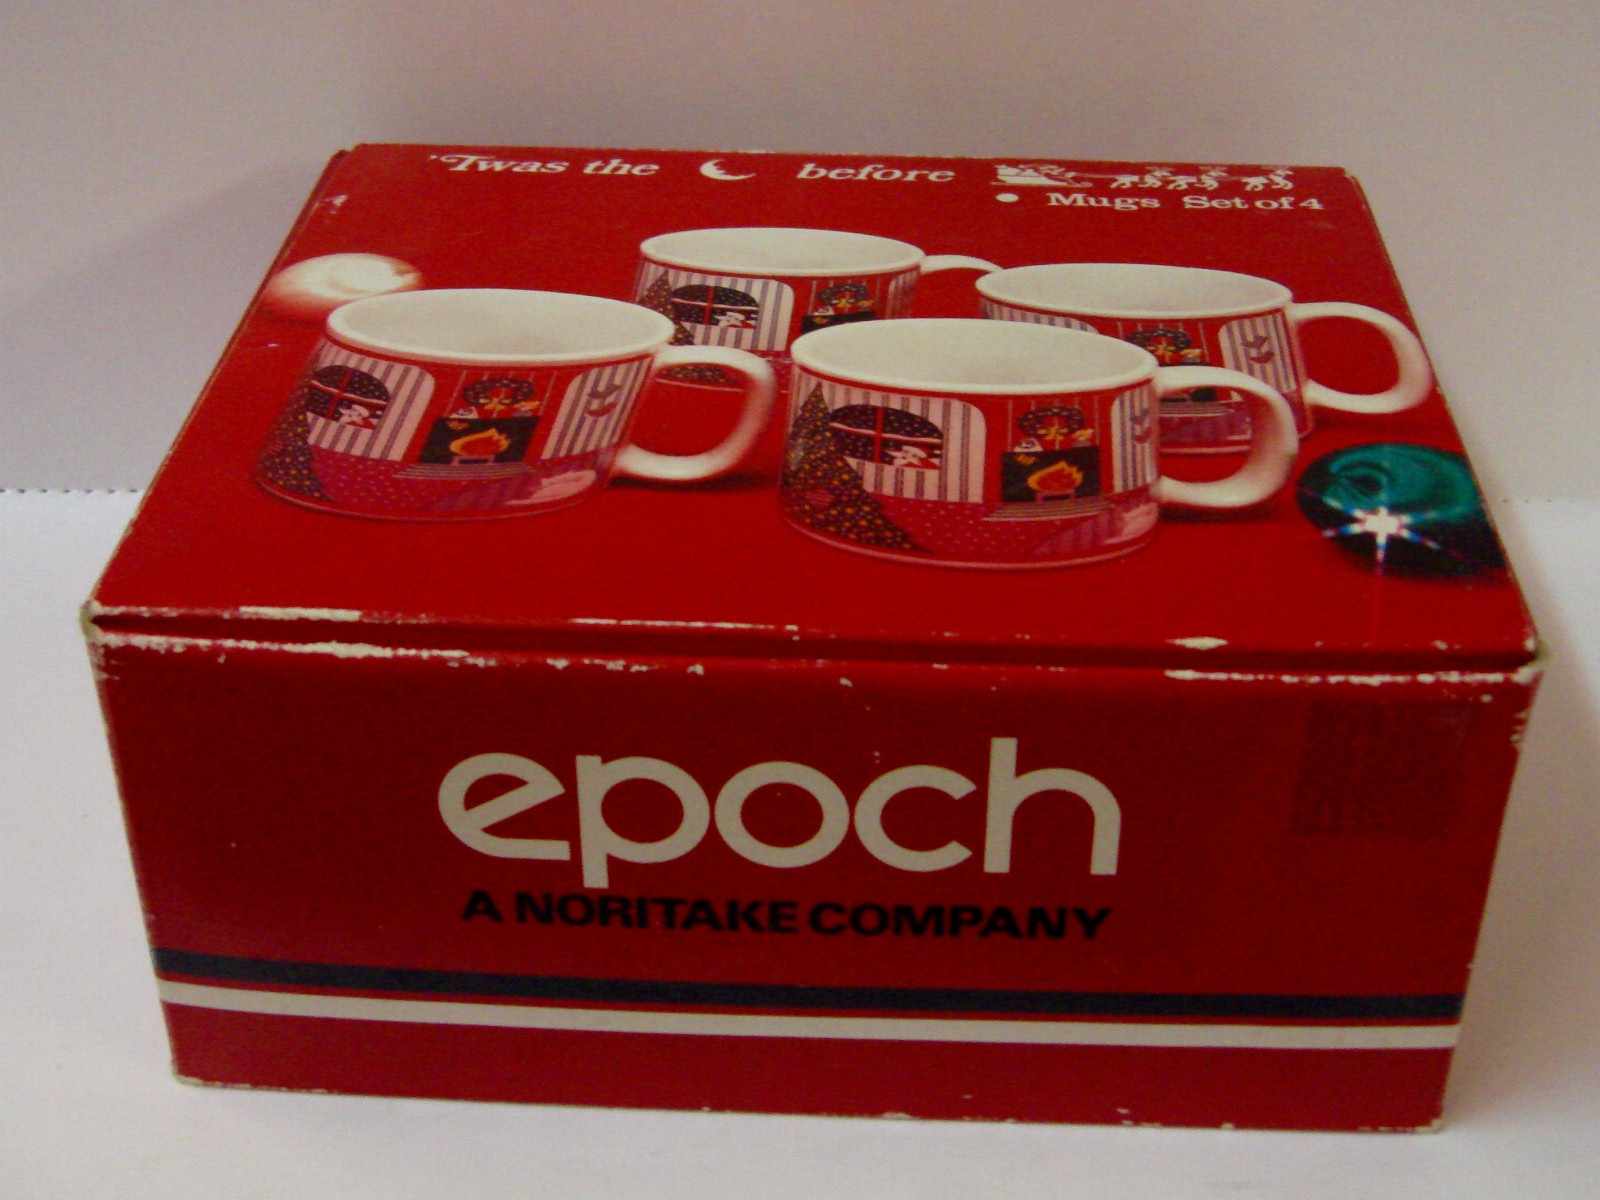 'Twas the before
• Mugs Set of 4
epoch
A NORITAKE COMPANY